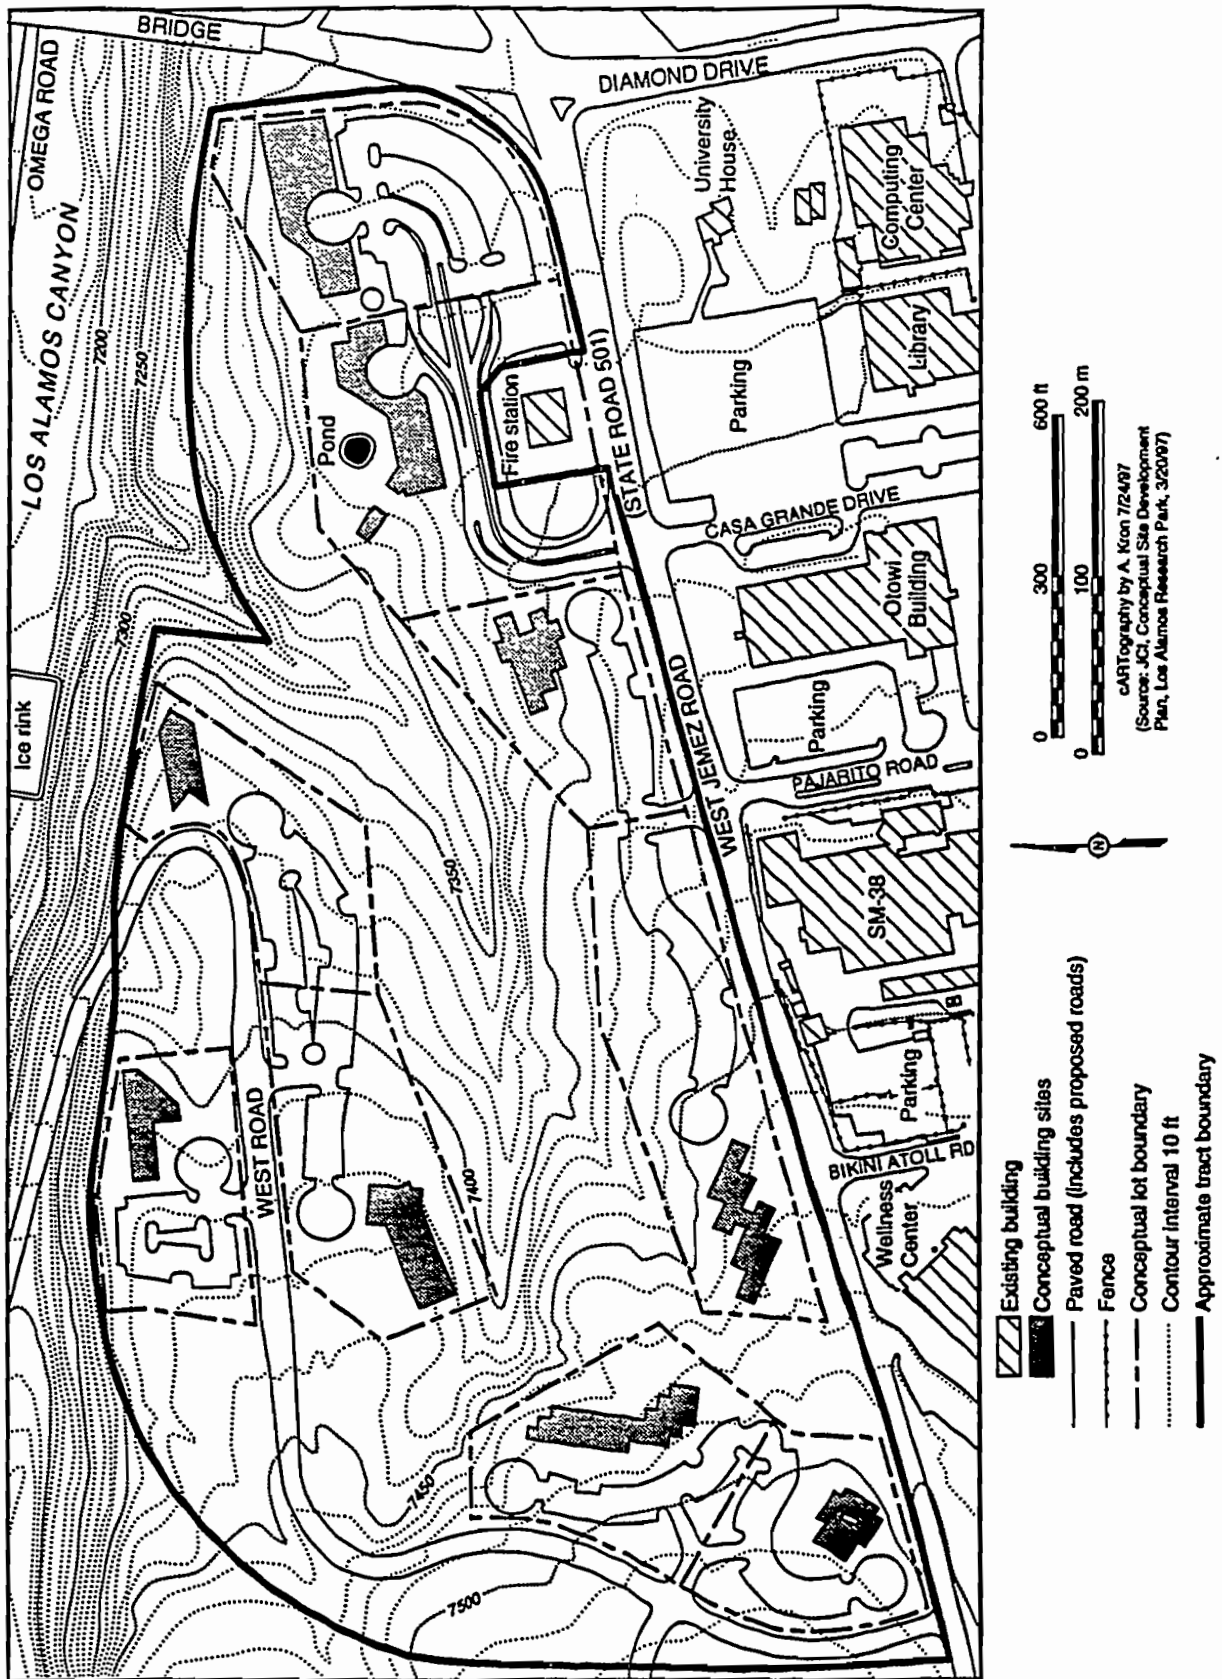 BRIDGE
OMEGA ROAD
LOS ALAMOS CANYON
DIAMOND DRIVE
University
House
Computing
Center
7200
7250
Library
Parking
(STATE ROAD 501)
Fire station
Pond
CASA GRANDE DRIVE
Otowi
Building
7300
Ice rink
Parking
WEST JEMEZ ROAD
PAJARITO ROAD
7350
SM-38
Parking
WEST ROAD
7400
BIKINI ATOLL RD
Wellness
Center
7450
7500
Existing building
Conceptual building sites
Paved road (Includes proposed roads)
Fence
Conceptual lot boundary
Contour interval 10 ft
Approximate tract boundary
N
0 300 600 ft
0 100 200 m
cARTography by A. Kron 7/24/97
(Source: JCI, Conceptual Site Development
Plan, Los Alamos Research Park, 3/20/97)